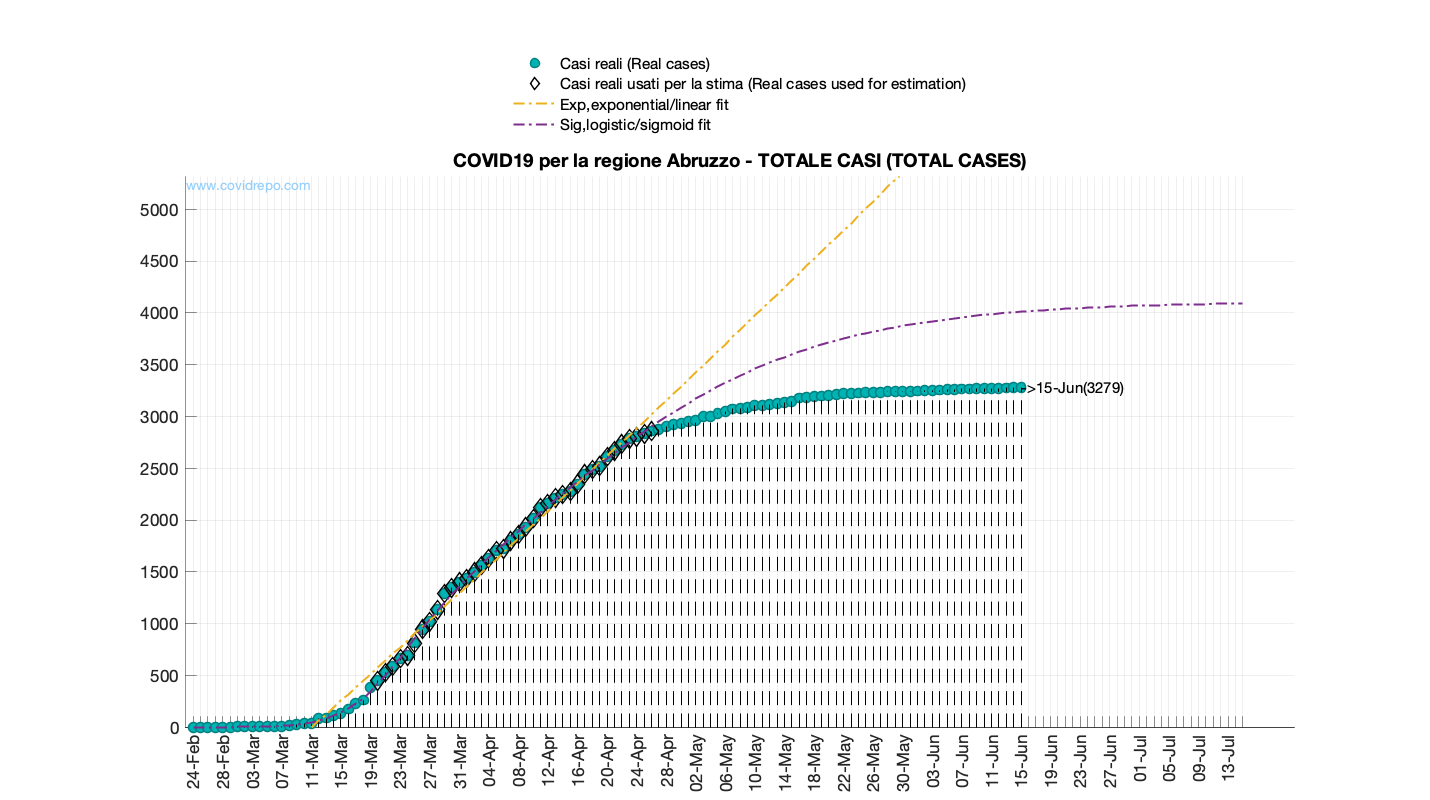 Casi reali (Real cases)
Casi reali usati per la stima (Real cases used for estimation)
Exp,exponential/linear fit
Sig,logistic/sigmoid fit
COVID19 per la regione Abruzzo - TOTALE CASI (TOTAL CASES)
www.covidrepo.com
5000
4500
4000
3500
3000
2500
2000
1500
1000
500
0
>15-Jun(3279)
24-Feb
28-Feb
03-Mar
07-Mar
11-Mar
15-Mar
19-Mar
23-Mar
27-Mar
31-Mar
04-Apr
08-Apr
12-Apr
16-Apr
20-Apr
24-Apr
28-Apr
02-May
06-May
10-May
14-May
18-May
22-May
26-May
30-May
03-Jun
07-Jun
11-Jun
15-Jun
19-Jun
23-Jun
27-Jun
01-Jul
05-Jul
09-Jul
13-Jul